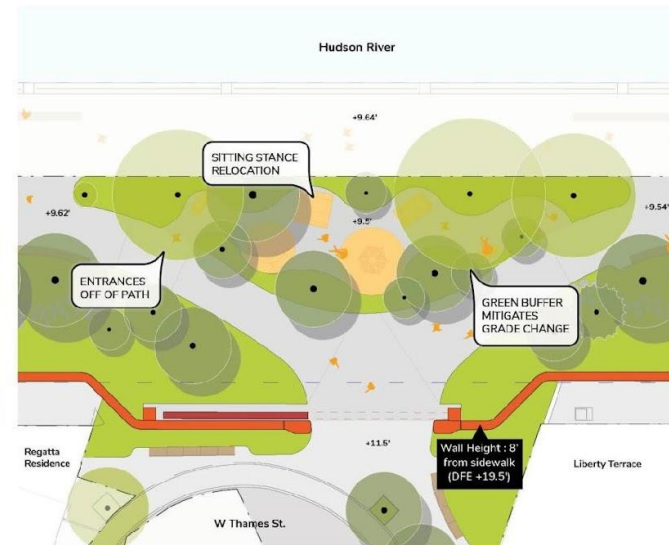 Hudson River
+9.64'
SITTING STANCE
RELOCATION
+9.62'
+9.5'
+9.54'
ENTRANCES
OFF OF PATH
GREEN BUFFER
MITIGATES
GRADE CHANGE
+11.5'
Regatta
Residence
Wall Height : 8'
from sidewalk
(DFE +19.5')
Liberty Terrace
W Thames St.